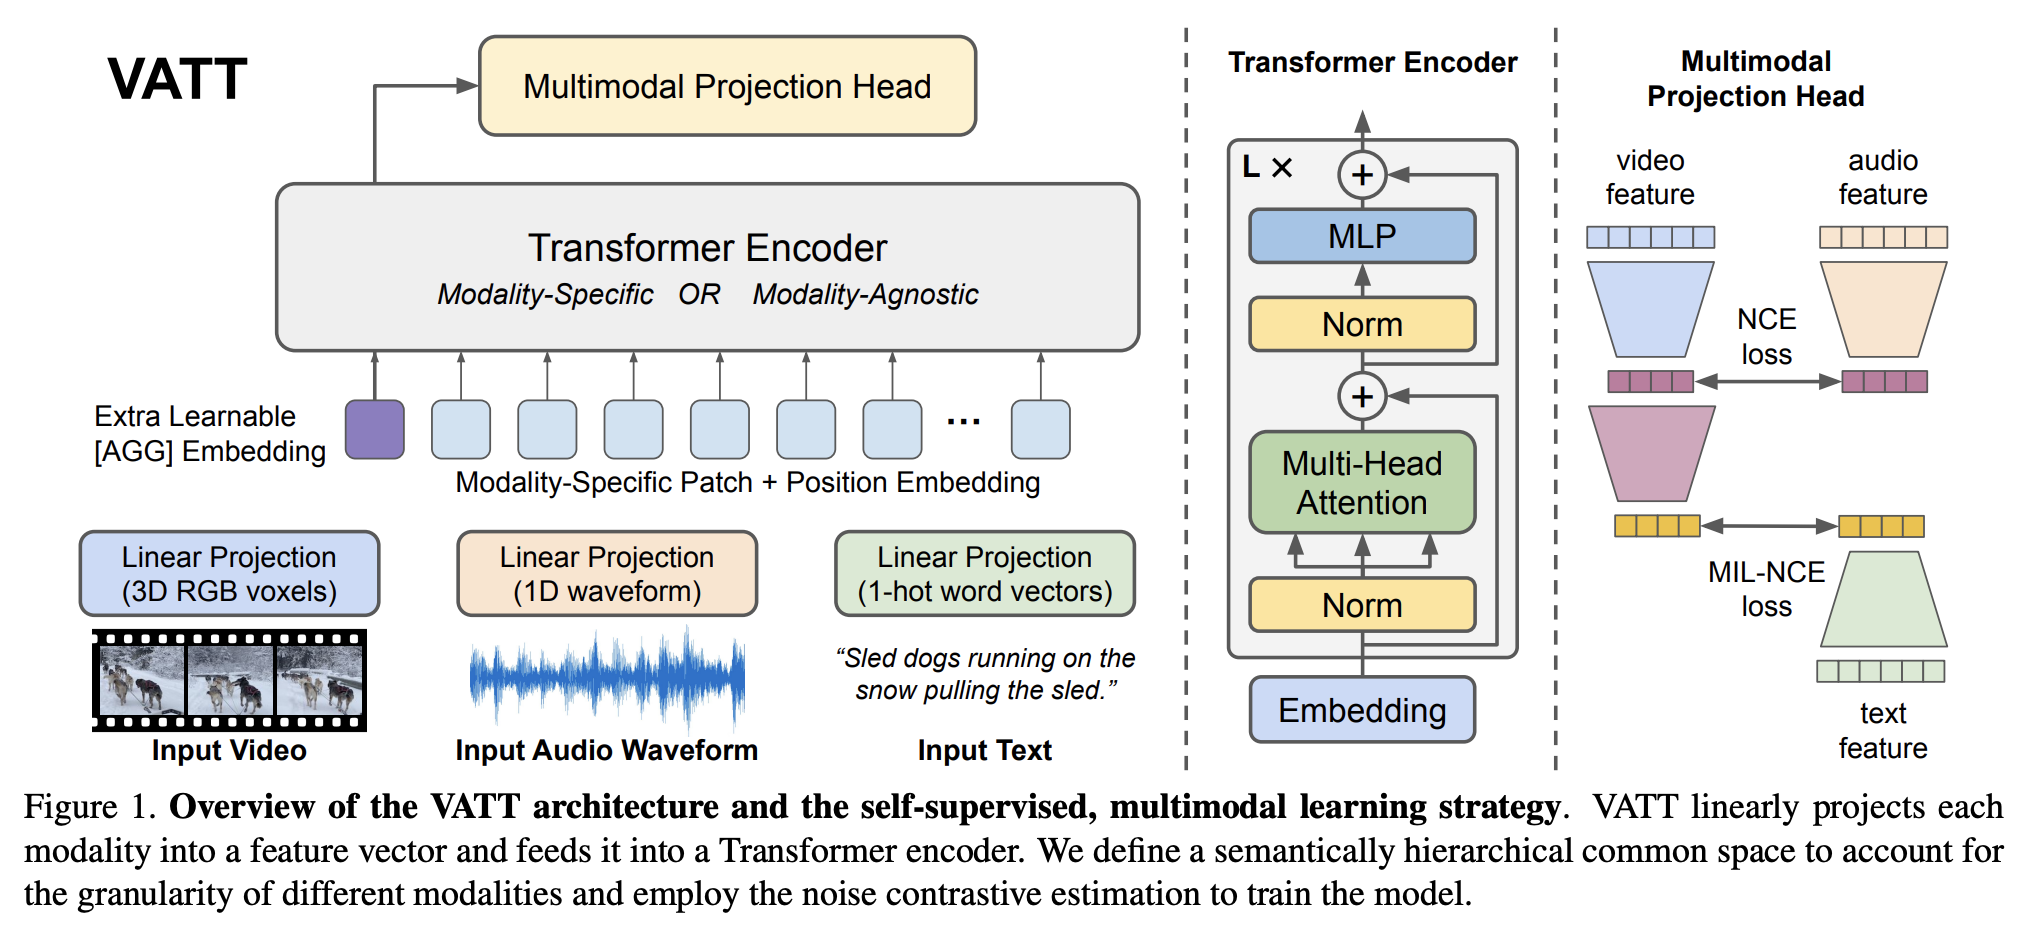 VATT
Multimodal Projection Head
Transformer Encoder
Modality-Specific OR Modality-Agnostic
Extra Learnable
[AGG] Embedding
...
Modality-Specific Patch + Position Embedding
Linear Projection
(3D RGB voxels)
Linear Projection
(1D waveform)
Linear Projection
(1-hot word vectors)
“Sled dogs running on the
snow pulling the sled.”
Input Video
Input Audio Waveform
Input Text
Transformer Encoder
L ×
+
MLP
Norm
+
Multi-Head
Attention
Norm
Embedding
Multimodal
Projection Head
video
feature
audio
feature
NCE
loss
MIL-NCE
loss
text
feature
Figure 1. Overview of the VATT architecture and the self-supervised, multimodal learning strategy. VATT linearly projects each
modality into a feature vector and feeds it into a Transformer encoder. We define a semantically hierarchical common space to account for
the granularity of different modalities and employ the noise contrastive estimation to train the model.